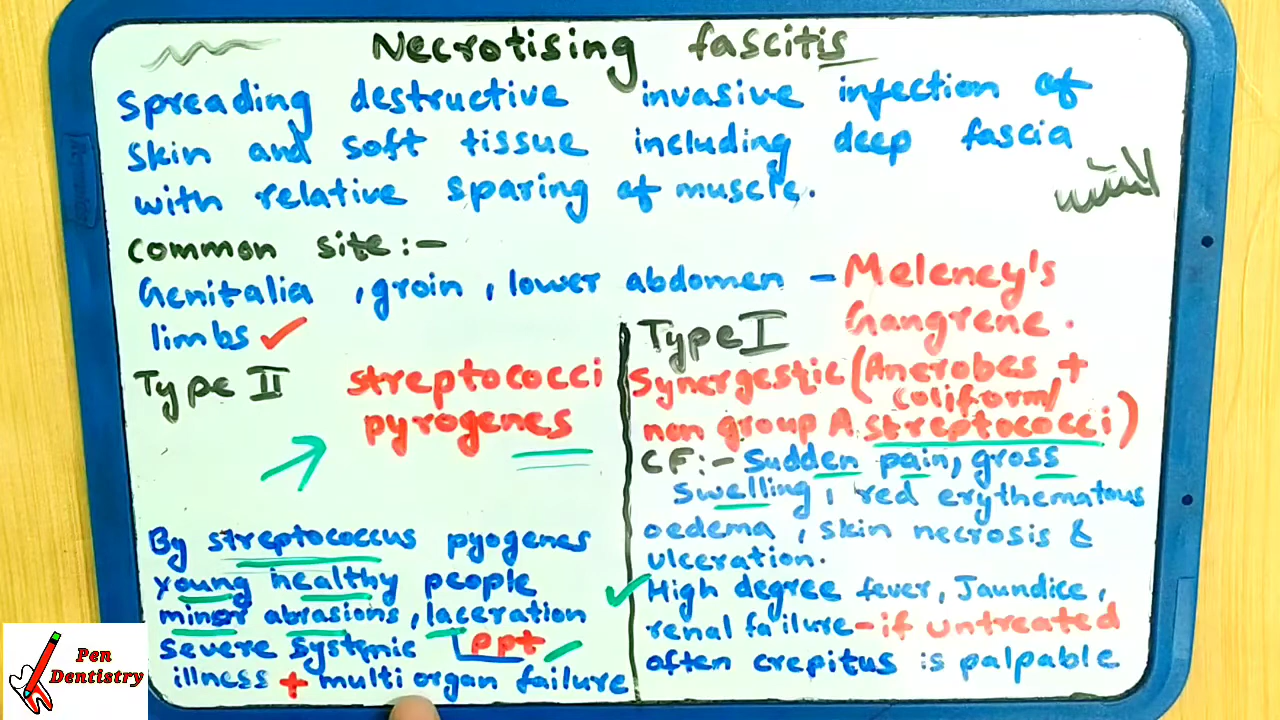 Necrotising fascitis
Spreading destructive invasive infection of
skin and soft tissue including deep fascia
with relative sparing of muscle.
common site:-
Genitalia , groin , lower abdomen - Meleney's
Gangrene.
limbs ✓
Type II
streptococci
pyrogenes
By streptococcus pyogenes
young healthy people
minor abrasions, laceration
severe systemic ppt
illness + multi organ failure
Type I
Synergestic (Anerobes +
coliform/
non group A streptococci)
CF:- Sudden pain, gross
swelling, red erythematous
oedema, skin necrosis &
ulceration.
✓ High degree fever, Jaundice,
renal failure - if untreated
often crepitus is palpable
Pen
Dentistry